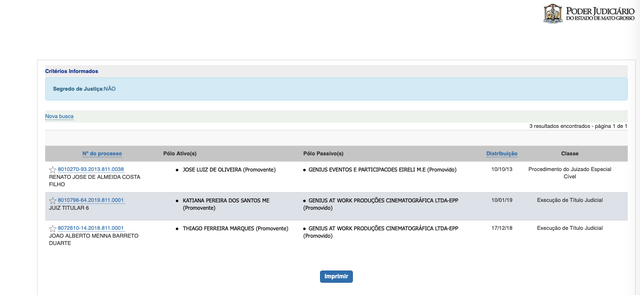 PODER JUDICIÁRIO
DO ESTADO DE MATO GROSSO
Critérios Informados
Segredo de Justiça:NÃO
Nova busca
3 resultados encontrados - página 1 de 1
Nº do processo Pólo Ativo(s) Pólo Passivo(s) Distribuição Classe
8010270-93.2013.811.0038 • JOSE LUIZ DE OLIVEIRA (Promovente) • GENIUS EVENTOS E PARTICIPACOES EIRELI M.E (Promovido) 10/10/13 Procedimento do Juizado Especial
RENATO JOSE DE ALMEIDA COSTA Cível
FILHO
8010796-64.2019.811.0001 • KATIANA PEREIRA DOS SANTOS ME • GENIUS AT WORK PRODUÇÕES CINEMATOGRÁFICA LTDA-EPP 10/01/19 Execução de Título Judicial
JUIZ TITULAR 6 (Promovente) (Promovido)
8072610-14.2018.811.0001 • THIAGO FERREIRA MARQUES (Promovente) • GENIUS AT WORK PRODUÇÕES CINEMATOGRÁFICA LTDA-EPP 17/12/18 Execução de Título Judicial
JOAO ALBERTO MENNA BARRETO (Promovido)
DUARTE
Imprimir